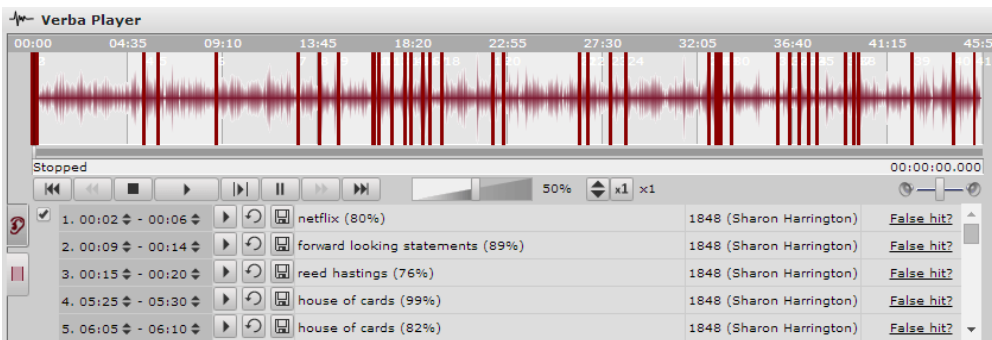 Verba Player
00:00 04:35 09:10 13:45 18:20 22:55 27:30 32:05 36:40 41:15 45:5
Stopped 00:00:00.000
50% x1 x1
1. 00:02 - 00:06 netflix (80%) 1848 (Sharon Harrington) False hit?
2. 00:09 - 00:14 forward looking statements (89%) 1848 (Sharon Harrington) False hit?
3. 00:15 - 00:20 reed hastings (76%) 1848 (Sharon Harrington) False hit?
4. 05:25 - 05:30 house of cards (99%) 1848 (Sharon Harrington) False hit?
5. 06:05 - 06:10 house of cards (82%) 1848 (Sharon Harrington) False hit?